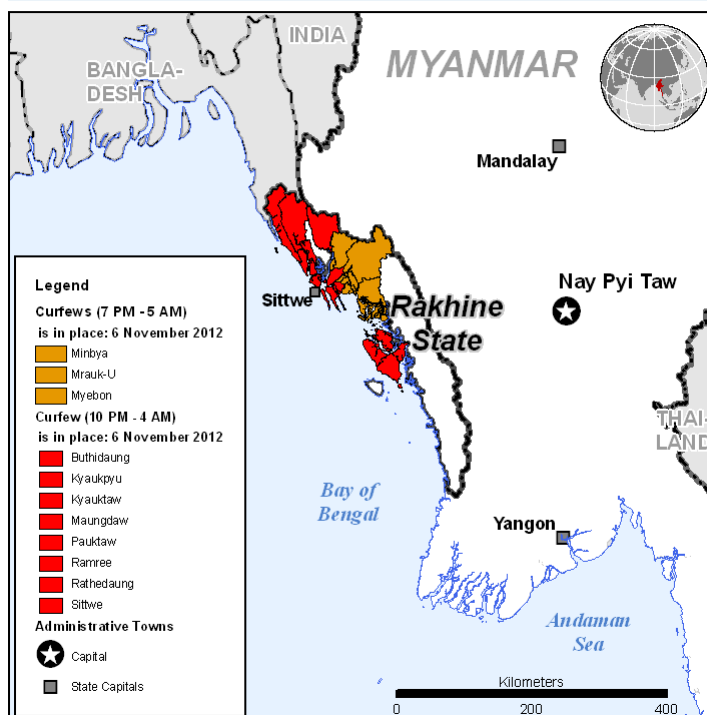 INDIA
MYANMAR
BANGLA-
DESH
Mandalay
Nay Pyi Taw
Sittwe
Rakhine
State
THAI-
LAND
Bay of
Bengal
Yangon
Andaman
Sea
Legend
Curfews (7 PM - 5 AM)
is in place: 6 November 2012
Minbya
Mrauk-U
Myebon
Curfew (10 PM - 4 AM)
is in place: 6 November 2012
Buthidaung
Kyaukpyu
Kyauktaw
Maungdaw
Pauktaw
Ramree
Rathedaung
Sittwe
Administrative Towns
Capital
State Capitals
Kilometers
0 200 400